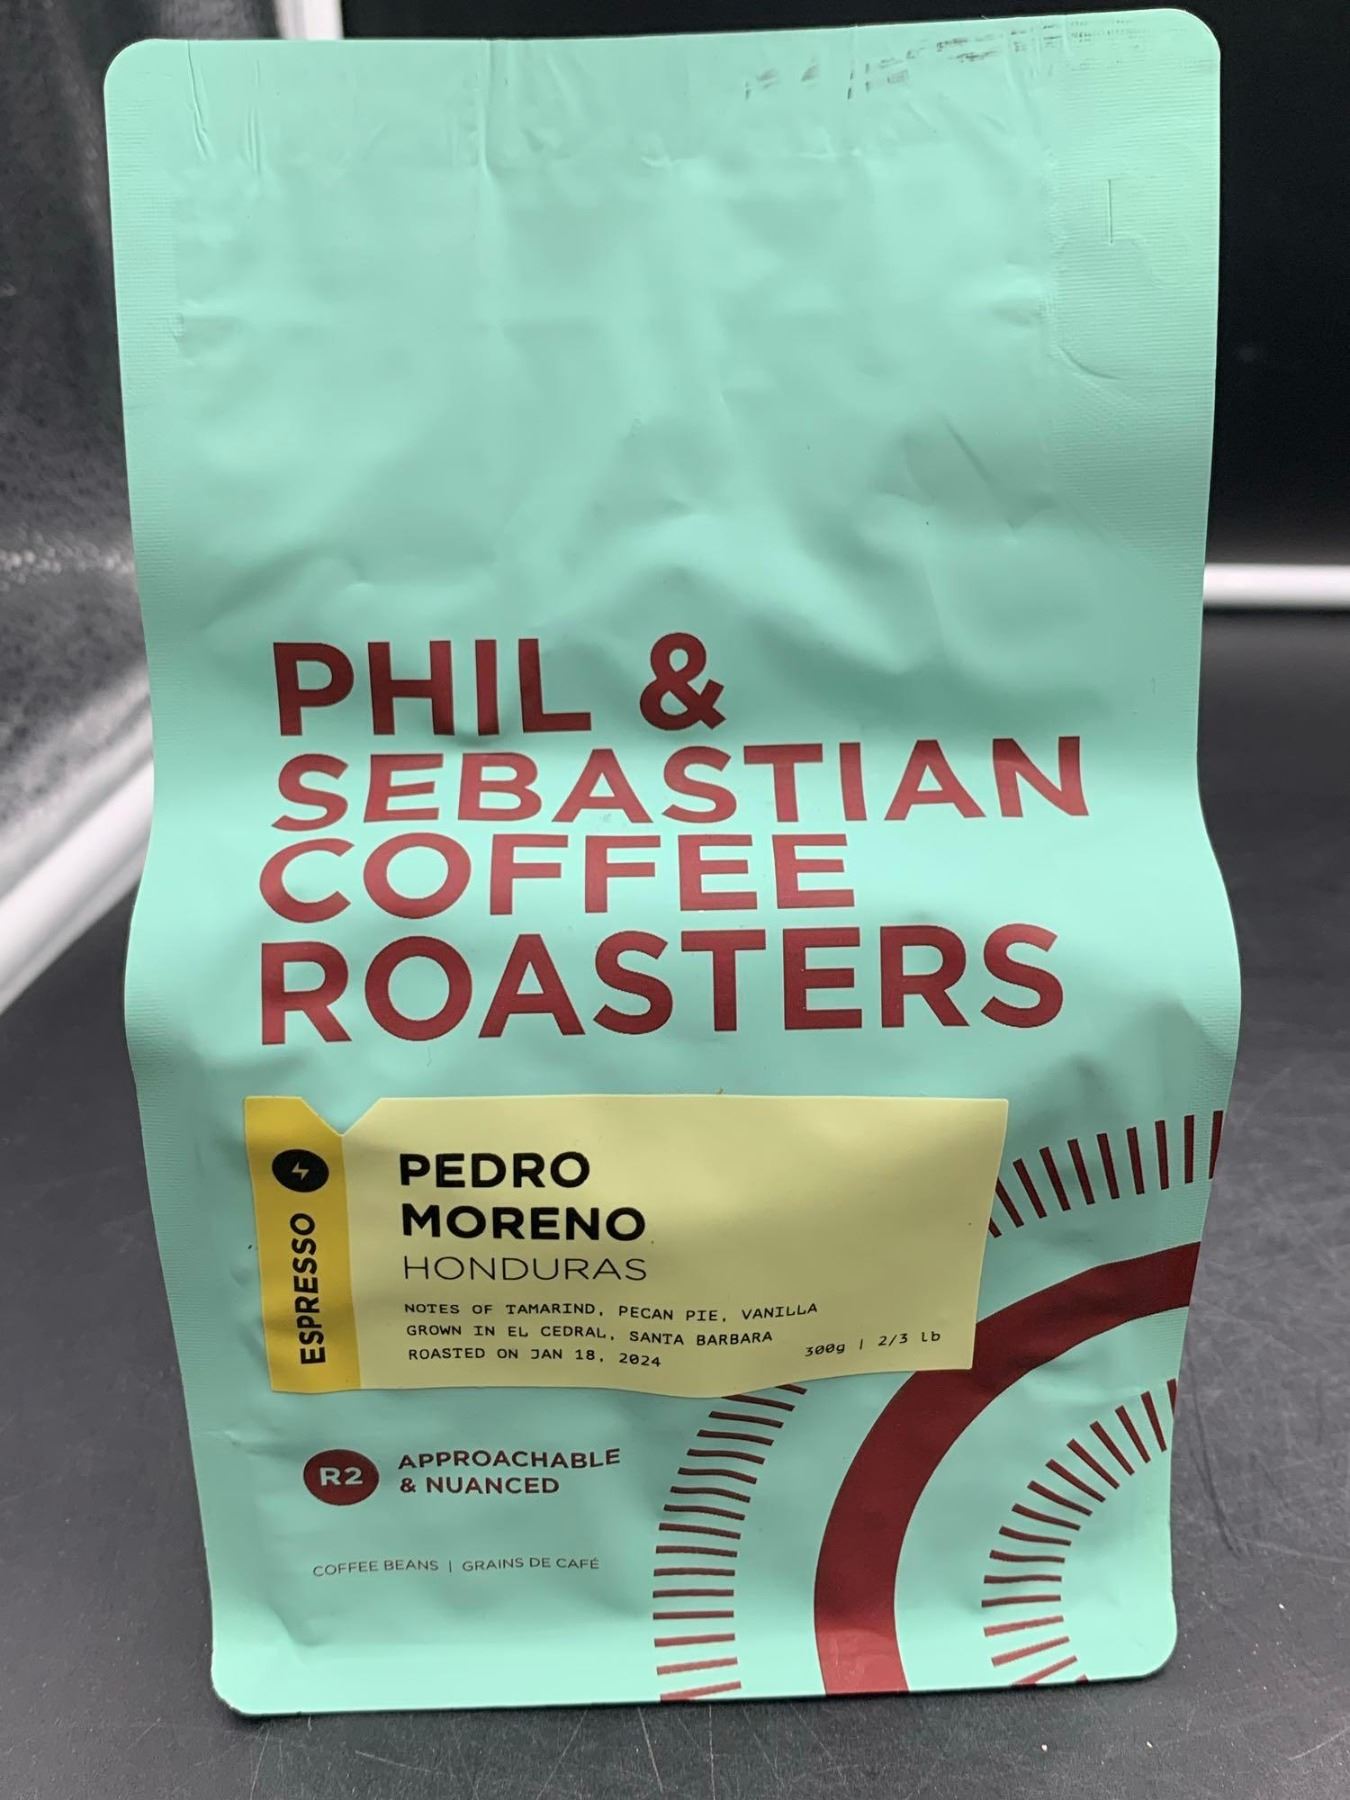 PHIL &
SEBASTIAN
COFFEE
ROASTERS
ESPRESSO
PEDRO
MORENO
HONDURAS
NOTES OF TAMARIND, PECAN PIE, VANILLA
GROWN IN EL CEDRAL, SANTA BARBARA
ROASTED ON JAN 18, 2024
300g | 2/3 lb
R2
APPROACHABLE
& NUANCED
COFFEE BEANS | GRAINS DE CAFÉ